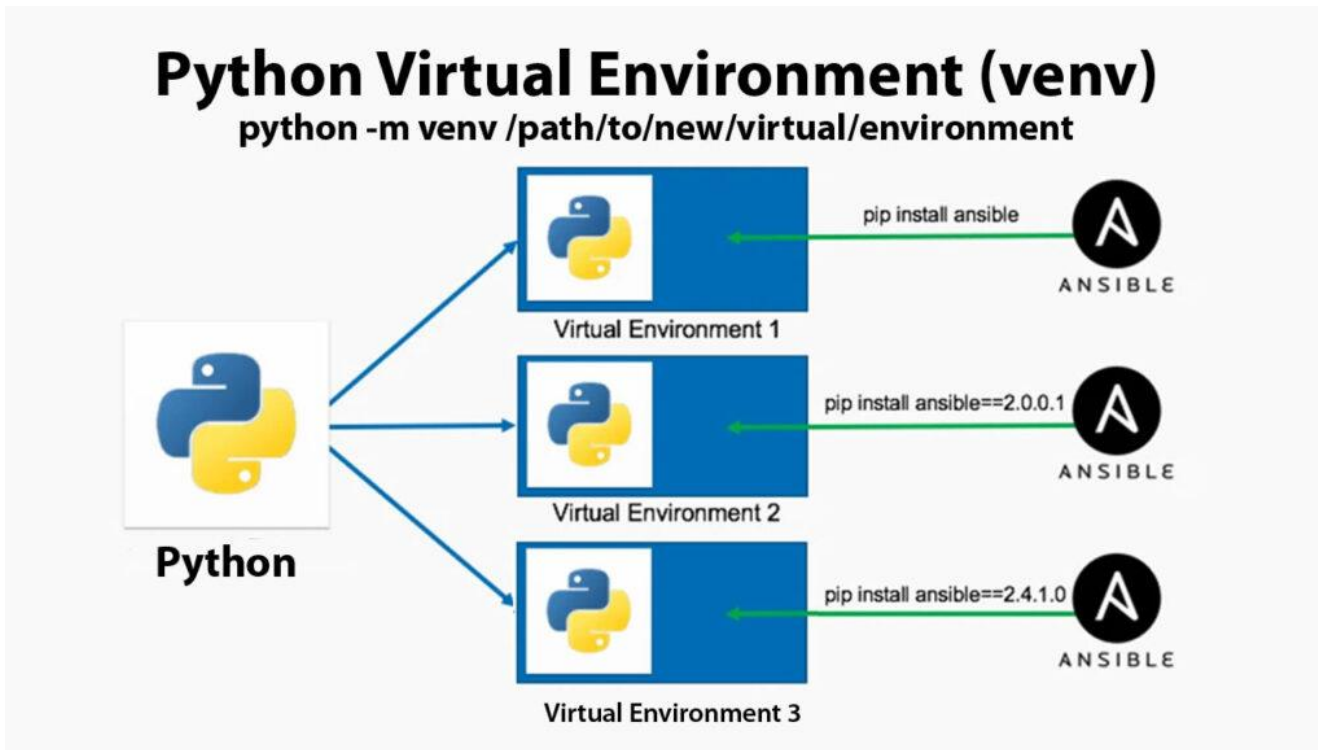 Python Virtual Environment (venv)
python -m venv /path/to/new/virtual/environment
pip install ansible
ANSIBLE
Virtual Environment 1
pip install ansible==2.0.0.1
ANSIBLE
Virtual Environment 2
Python
pip install ansible==2.4.1.0
ANSIBLE
Virtual Environment 3